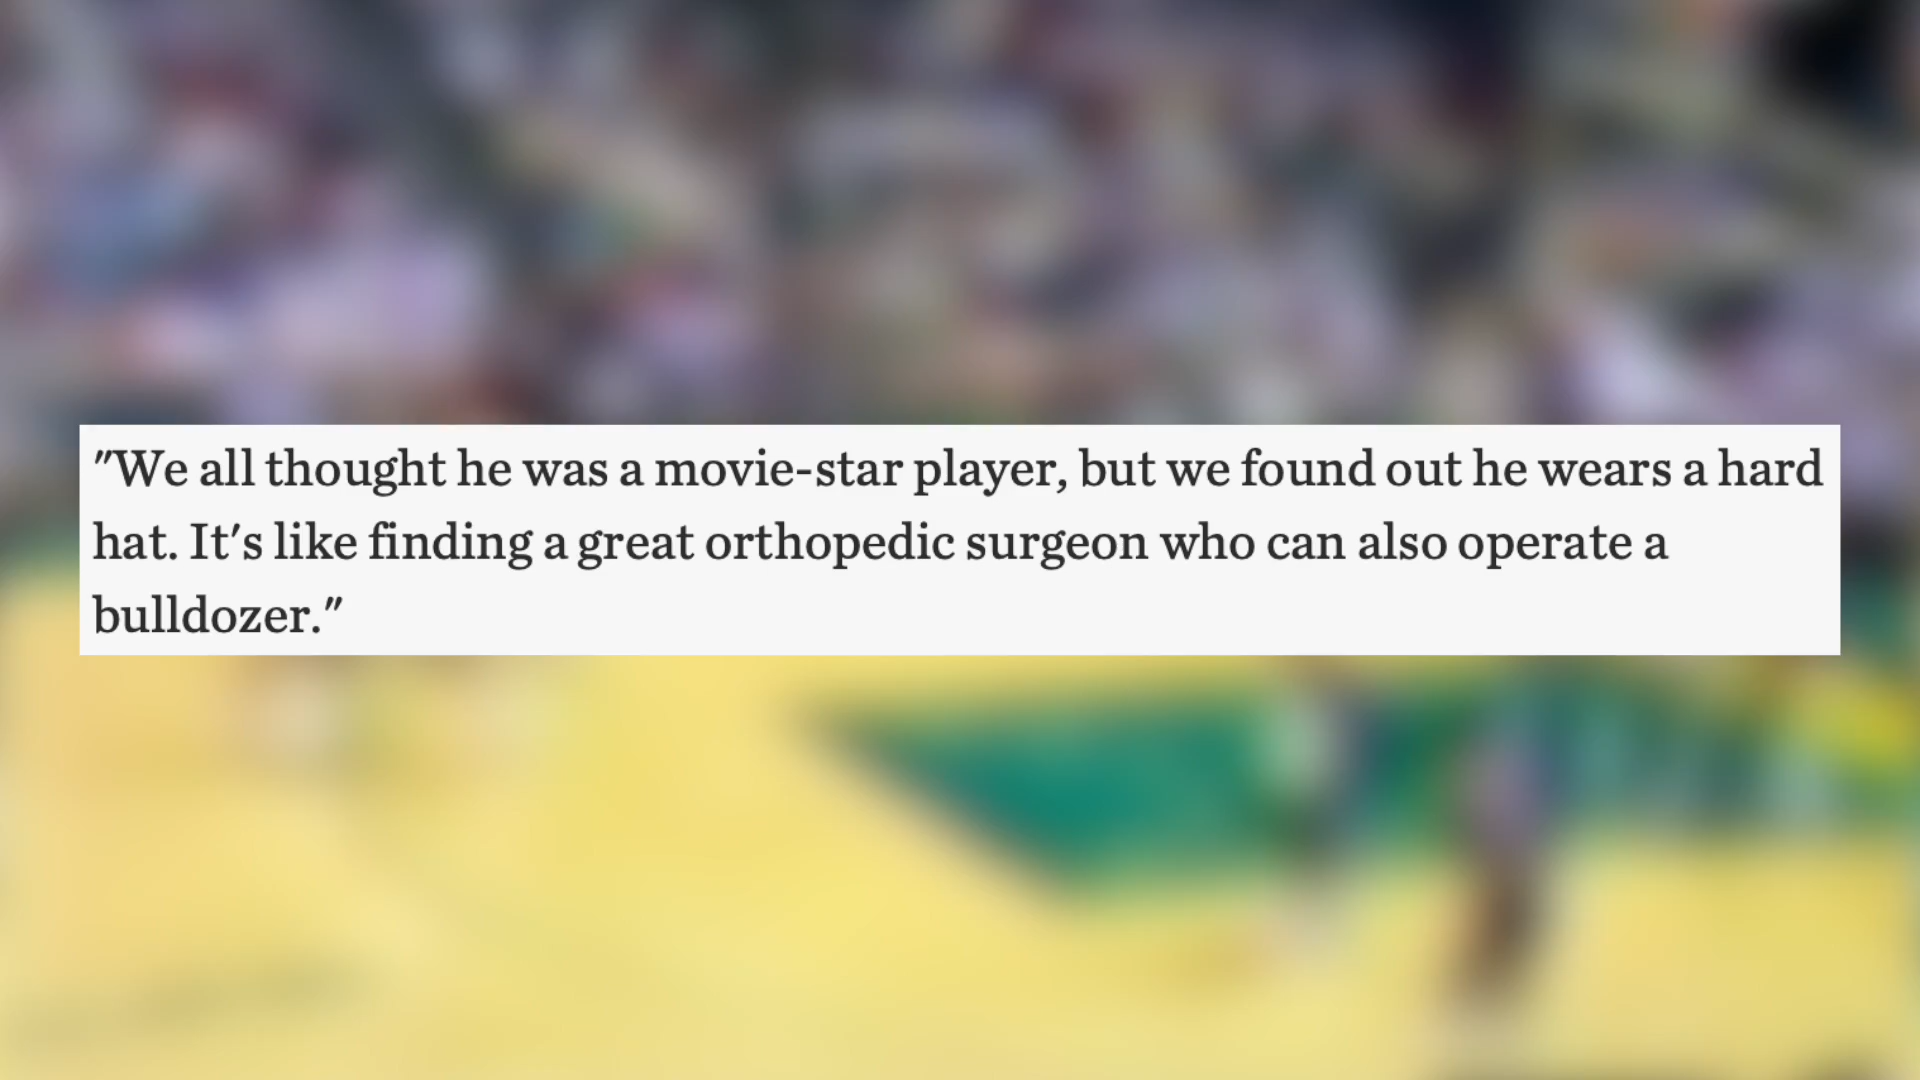 "We all thought he was a movie-star player, but we found out he wears a hard
hat. It's like finding a great orthopedic surgeon who can also operate a
bulldozer."